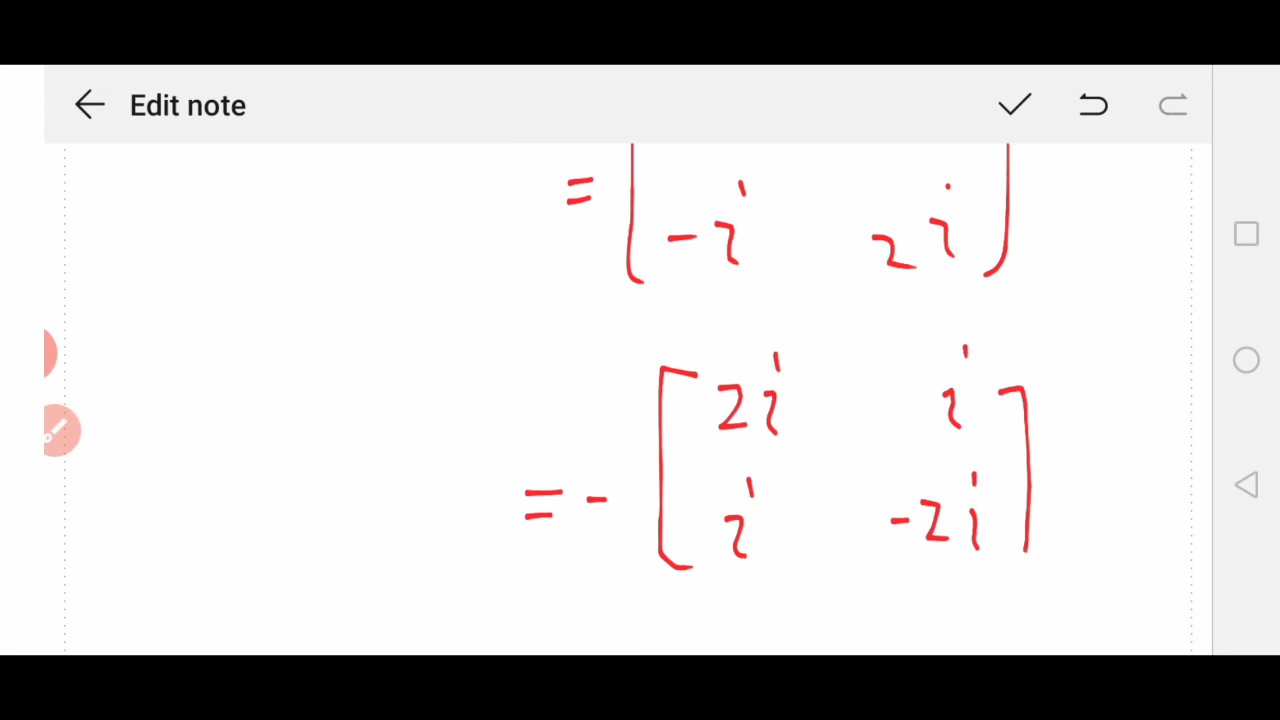 Edit note
= [ -i 2i ]
= - [ 2i i
i -2i ]